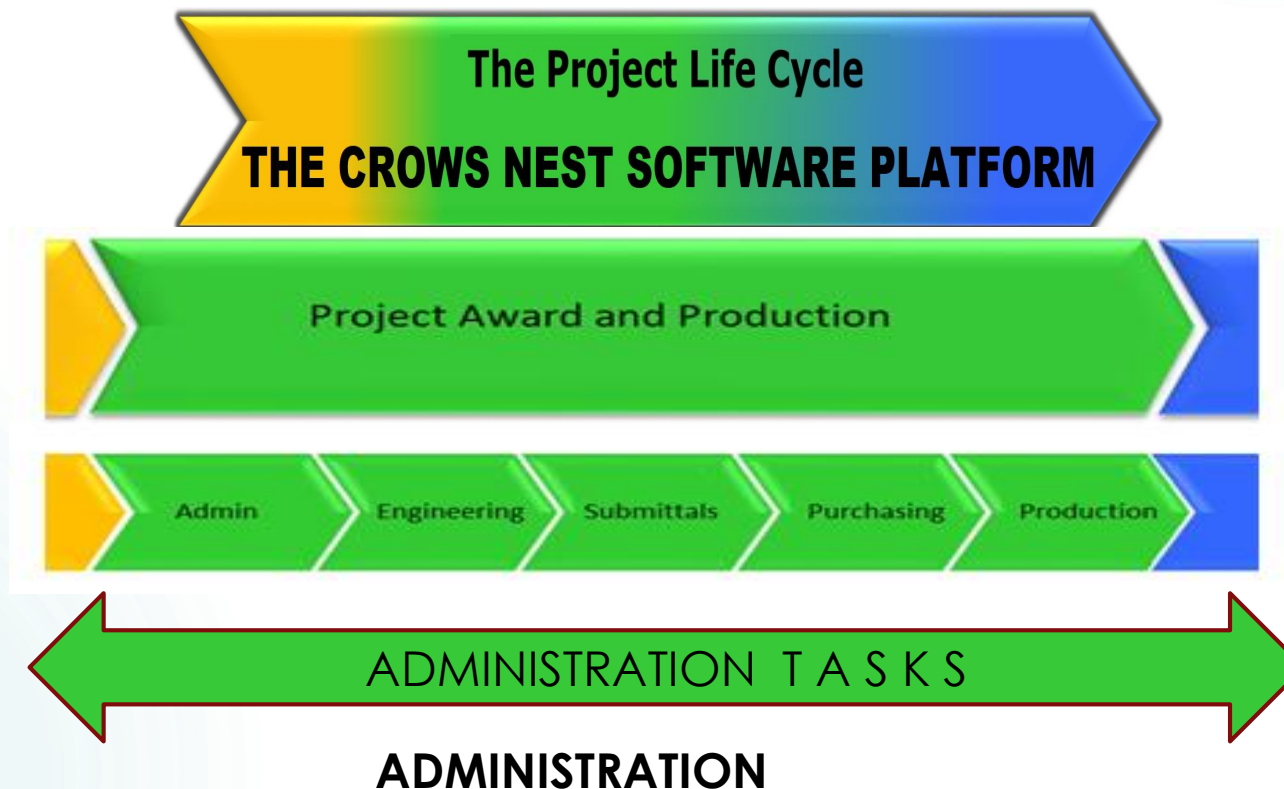 The Project Life Cycle
THE CROWS NEST SOFTWARE PLATFORM
Project Award and Production
Admin Engineering Submittals Purchasing Production
ADMINISTRATION T A S K S
ADMINISTRATION